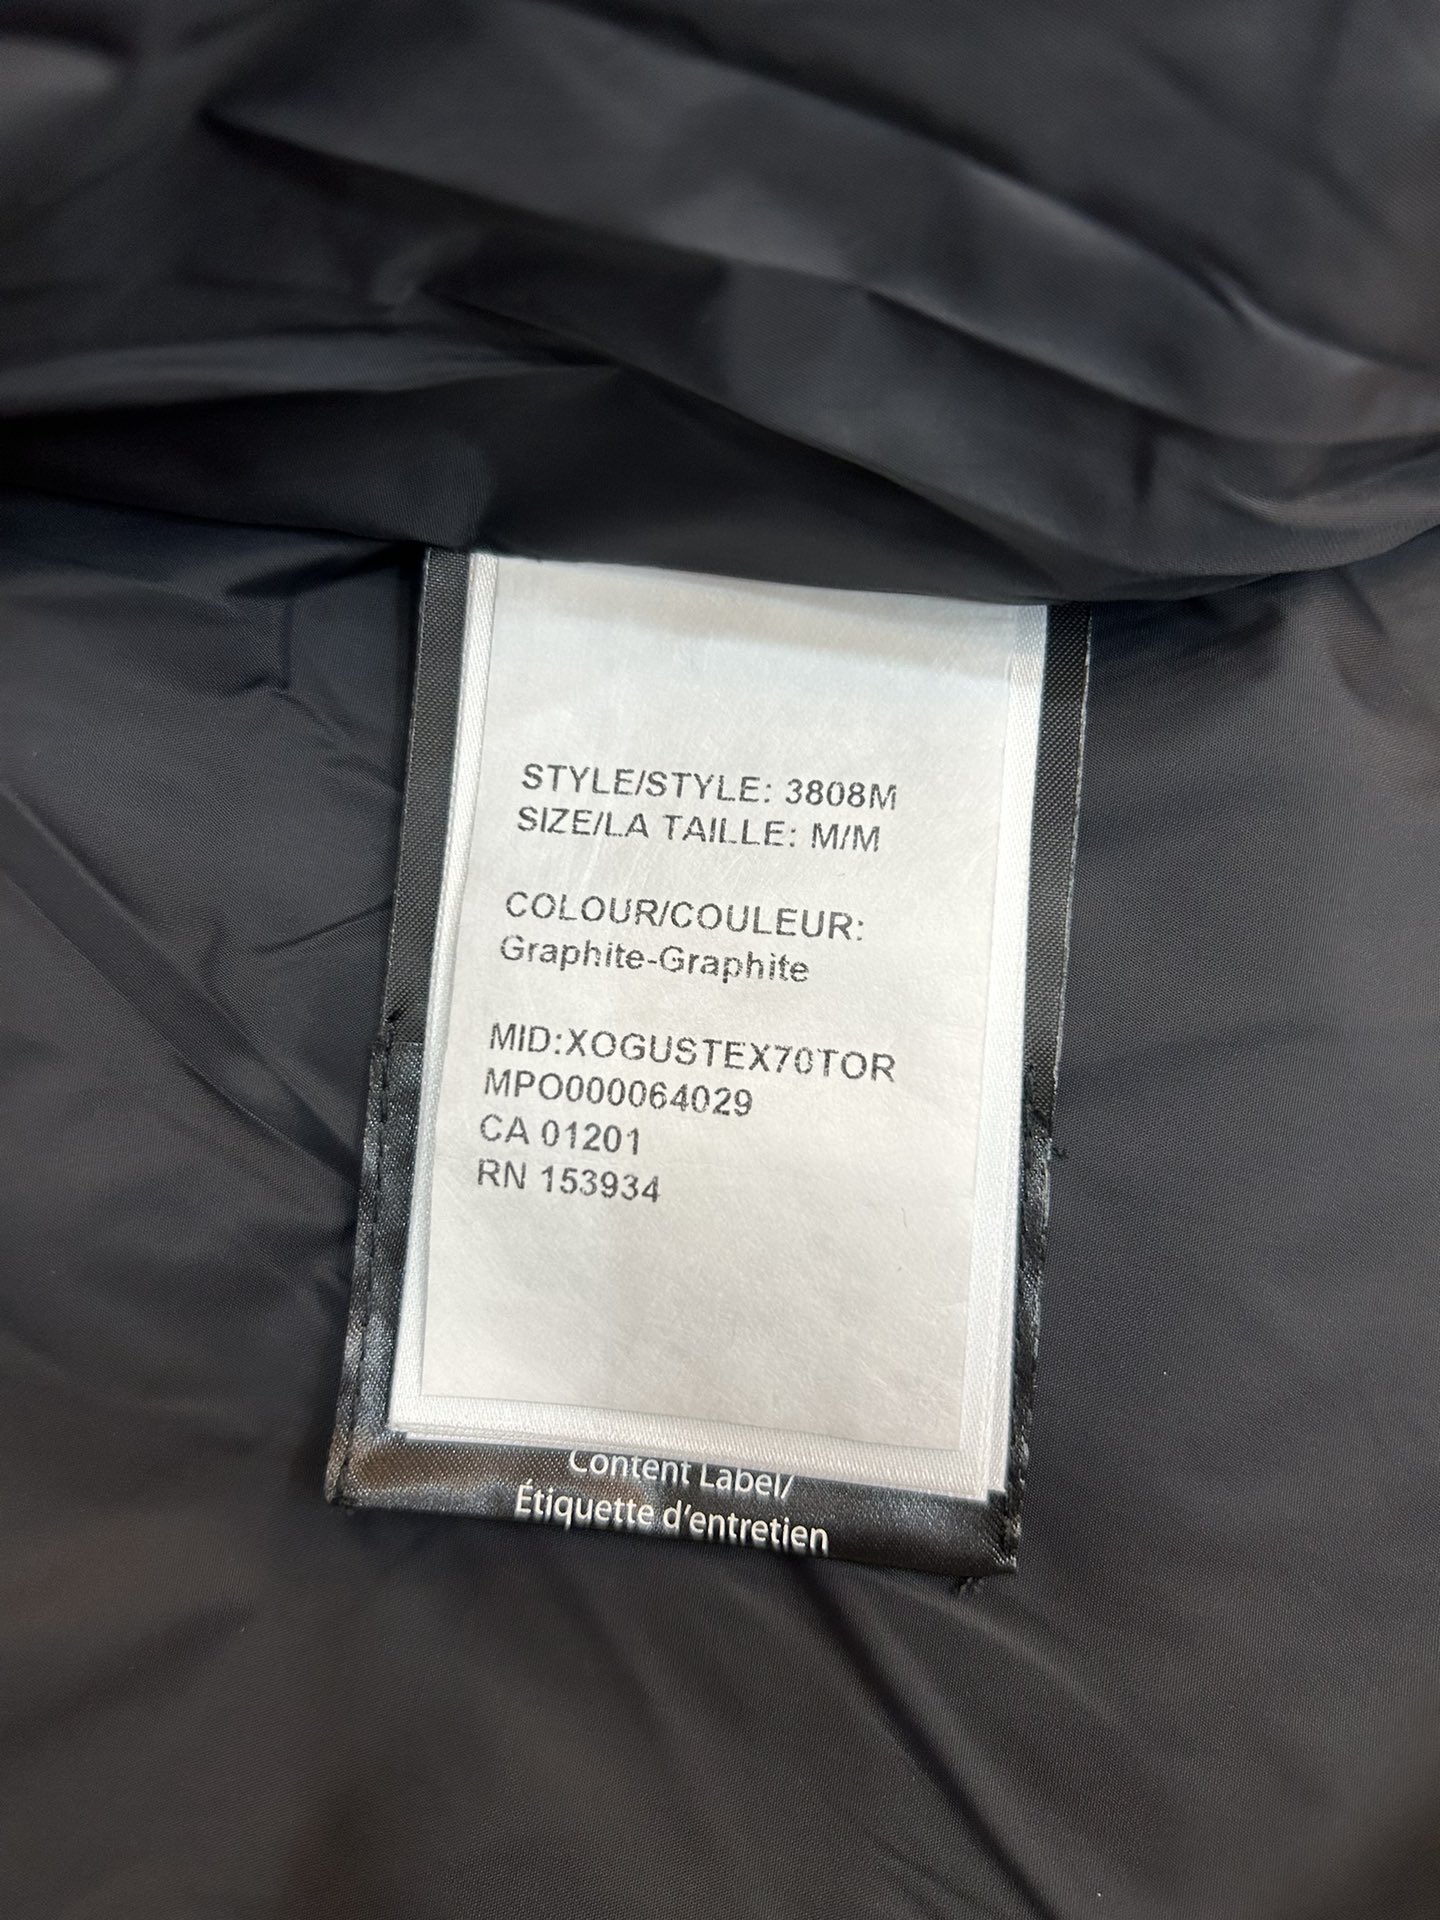 STYLE/STYLE: 3808M
SIZE/LA TAILLE: M/M
COLOUR/COULEUR:
Graphite-Graphite
MID:XOGUSTEX70TOR
MPO000064029
CA 01201
RN 153934
Content Label/
Étiquette d'entretien